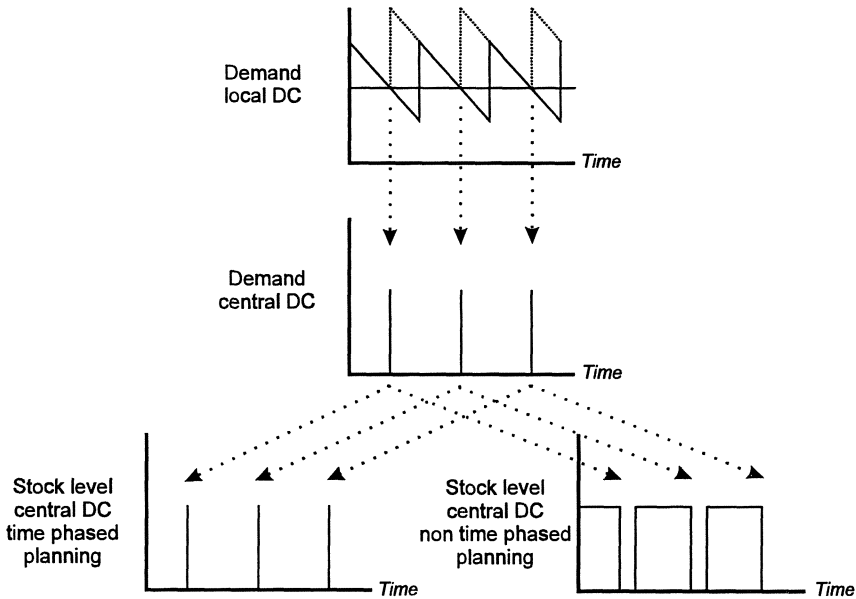 Demand
local DC
Time
Demand
central DC
Time
Stock level
central DC
time phased
planning
Time
Stock level
central DC
non time phased
planning
Time